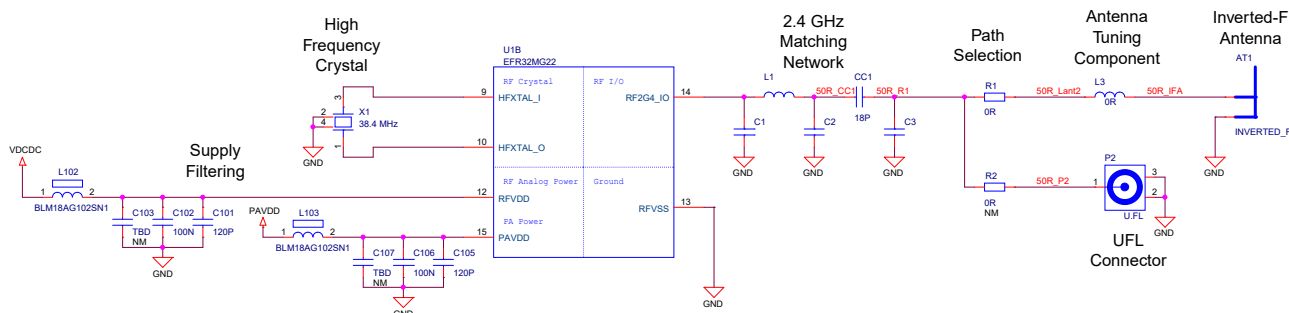 High
Frequency
Crystal
2.4 GHz
Matching
Network
Path
Selection
Antenna
Tuning
Component
Inverted-F
Antenna
U1B
EFR32MG22
RF Crystal
RF I/O
HFXTAL_I
9
RF2G4_IO
14
HFXTAL_O
10
RF Analog Power
Ground
RFVDD
12
RFVSS
13
PA Power
PAVDD
15
3
2
4
1
X1
38.4 MHz
GND
L1
50R_CC1
CC1
18P
50R_R1
C1
GND
C2
GND
C3
GND
R1
0R
50R_Lant2
L3
0R
50R_IFA
AT1
INVERTED_F
GND
R2
0R
NM
50R_P2
P2
1
3
2
U.FL
GND
UFL
Connector
GND
Supply
Filtering
VDCDC
L102
1
2
BLM18AG102SN1
C103
TBD
NM
C102
100N
C101
120P
GND
PAVDD
L103
1
2
BLM18AG102SN1
C107
TBD
NM
C106
100N
C105
120P
GND